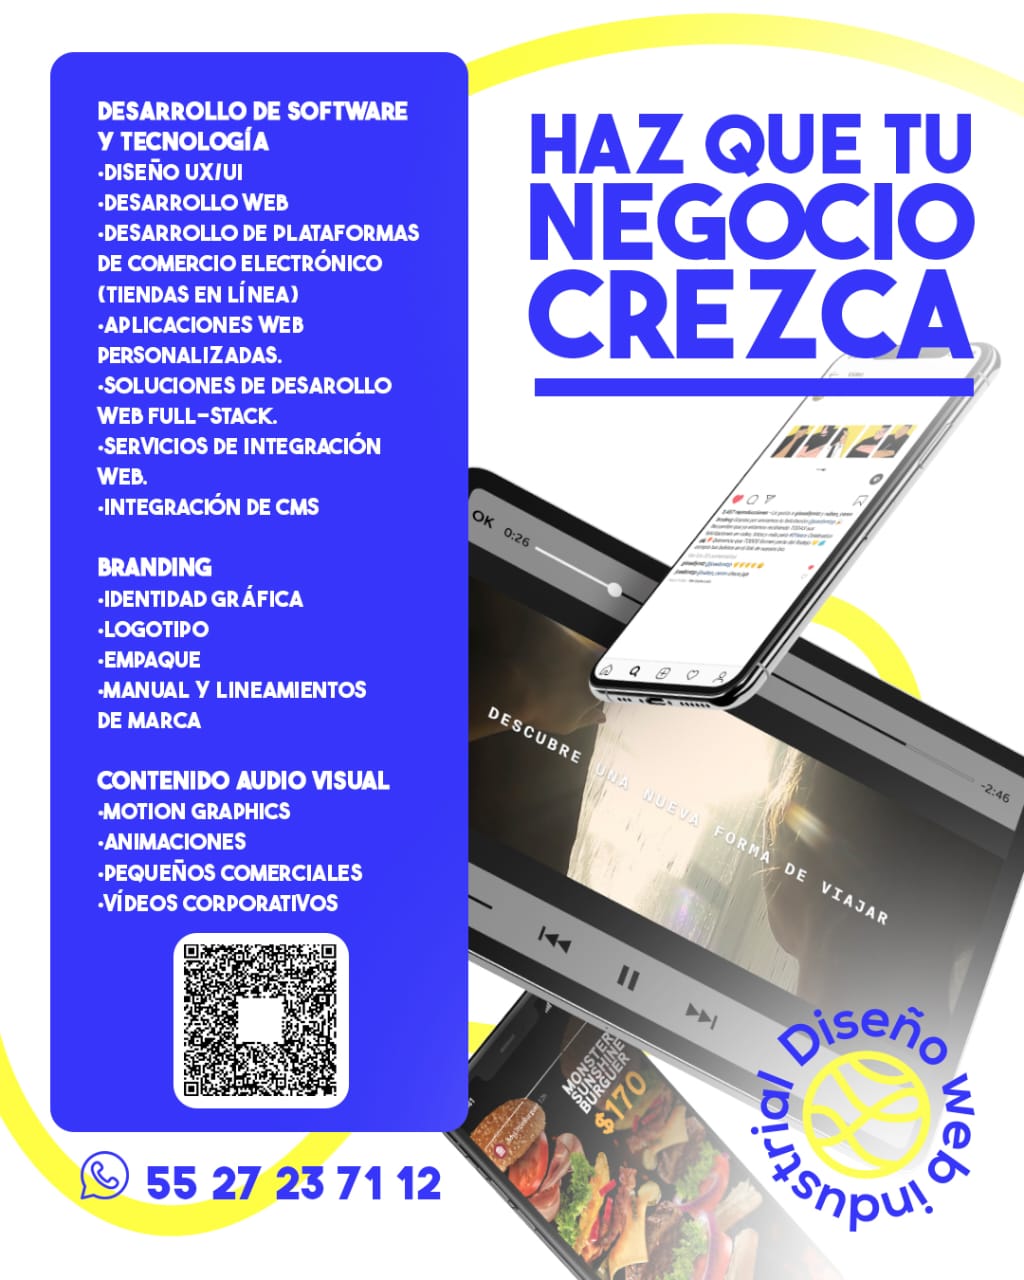 DESARROLLO DE SOFTWARE
Y TECNOLOGÍA
•DISEÑO UX/UI
•DESARROLLO WEB
•DESARROLLO DE PLATAFORMAS
DE COMERCIO ELECTRÓNICO
(TIENDAS EN LÍNEA)
•APLICACIONES WEB
PERSONALIZADAS.
•SOLUCIONES DE DESAROLLO
WEB FULL-STACK.
•SERVICIOS DE INTEGRACIÓN
WEB.
•INTEGRACIÓN DE CMS
BRANDING
•IDENTIDAD GRÁFICA
•LOGOTIPO
•EMPAQUE
•MANUAL Y LINEAMIENTOS
DE MARCA
CONTENIDO AUDIO VISUAL
•MOTION GRAPHICS
•ANIMACIONES
•PEQUEÑOS COMERCIALES
•VÍDEOS CORPORATIVOS
55 27 23 71 12
HAZ QUE TU
NEGOCIO
CREZCA
OK 0:26
-2:46
DESCUBRE UNA NUEVA FORMA DE VIAJAR
MONSTER
SUNSHINE
BURGUER
$170
Diseño web industrial